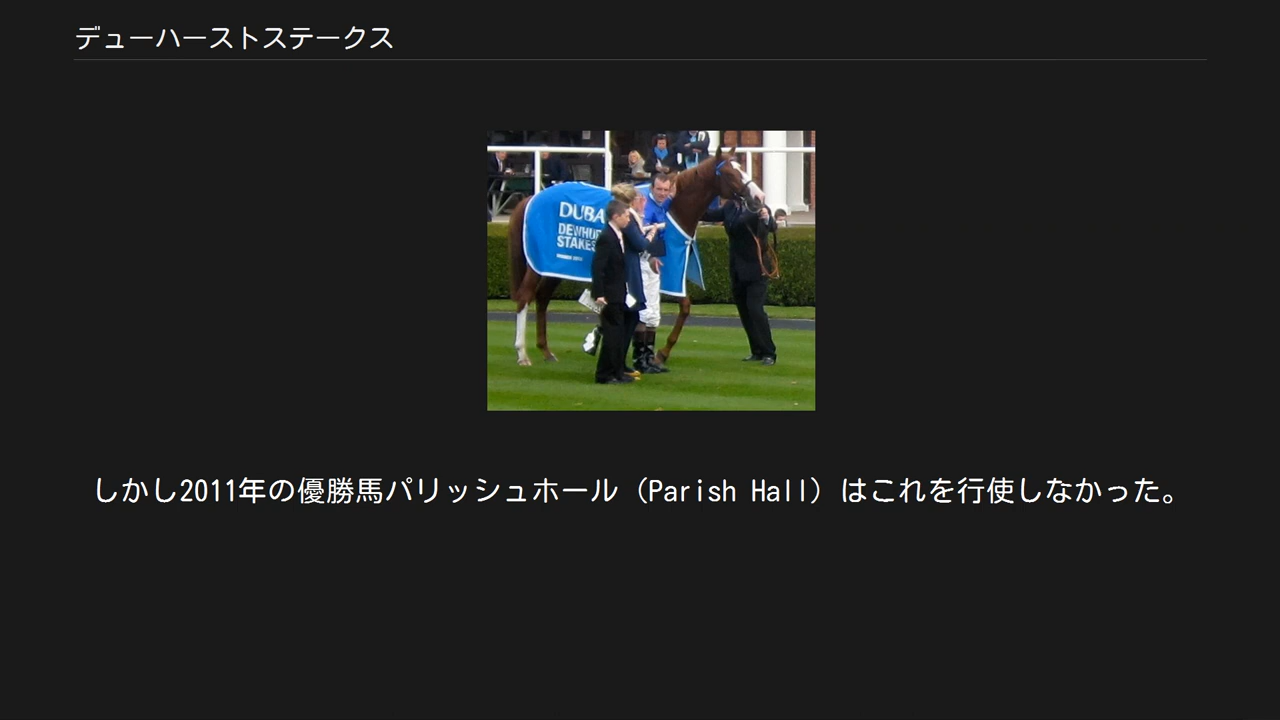 デューハーストステークス
DUBA
DEWHUR
STAKES
しかし2011年の優勝馬パリッシュホール（Parish Hall）はこれを行使しなかった。